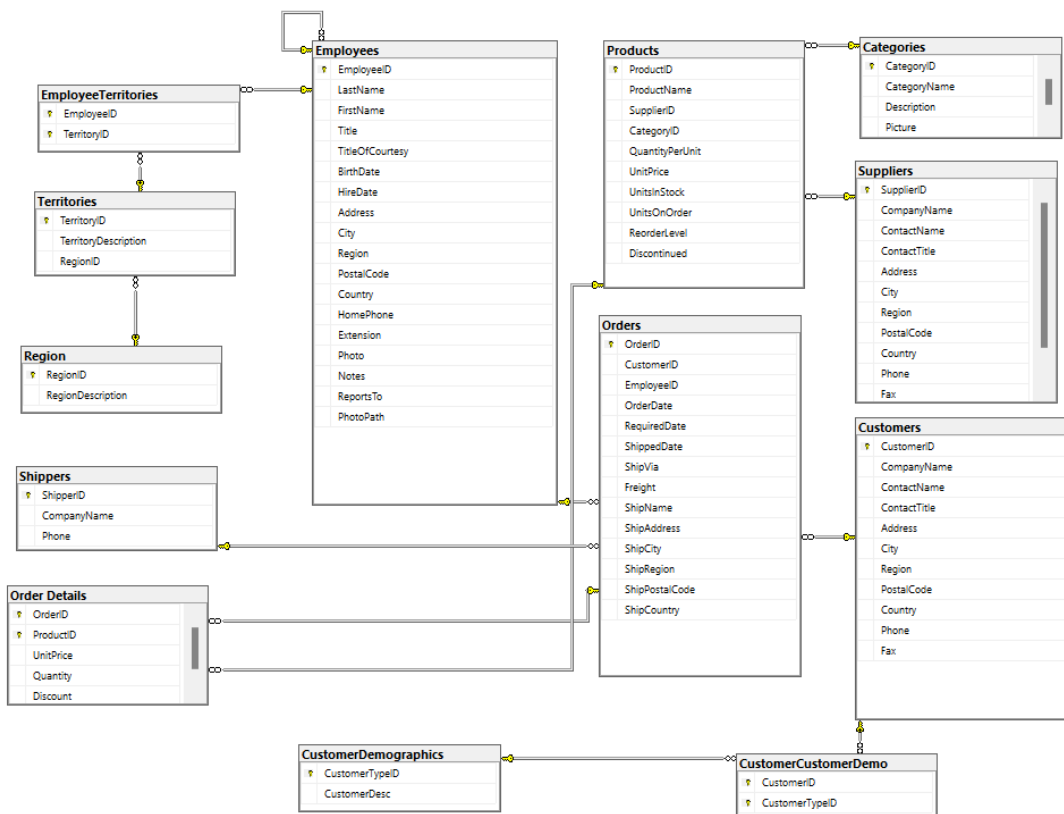 Employees
EmployeeID
LastName
FirstName
Title
TitleOfCourtesy
BirthDate
HireDate
Address
City
Region
PostalCode
Country
HomePhone
Extension
Photo
Notes
ReportsTo
PhotoPath
Products
ProductID
ProductName
SupplierID
CategoryID
QuantityPerUnit
UnitPrice
UnitsInStock
UnitsOnOrder
ReorderLevel
Discontinued
Categories
CategoryID
CategoryName
Description
Picture
EmployeeTerritories
EmployeeID
TerritoryID
Suppliers
SupplierID
CompanyName
ContactName
ContactTitle
Address
City
Region
PostalCode
Country
Phone
Fax
Territories
TerritoryID
TerritoryDescription
RegionID
Orders
OrderID
CustomerID
EmployeeID
OrderDate
RequiredDate
ShippedDate
ShipVia
Freight
ShipName
ShipAddress
ShipCity
ShipRegion
ShipPostalCode
ShipCountry
Region
RegionID
RegionDescription
Customers
CustomerID
CompanyName
ContactName
ContactTitle
Address
City
Region
PostalCode
Country
Phone
Fax
Shippers
ShipperID
CompanyName
Phone
Order Details
OrderID
ProductID
UnitPrice
Quantity
Discount
CustomerDemographics
CustomerTypeID
CustomerDesc
CustomerCustomerDemo
CustomerID
CustomerTypeID